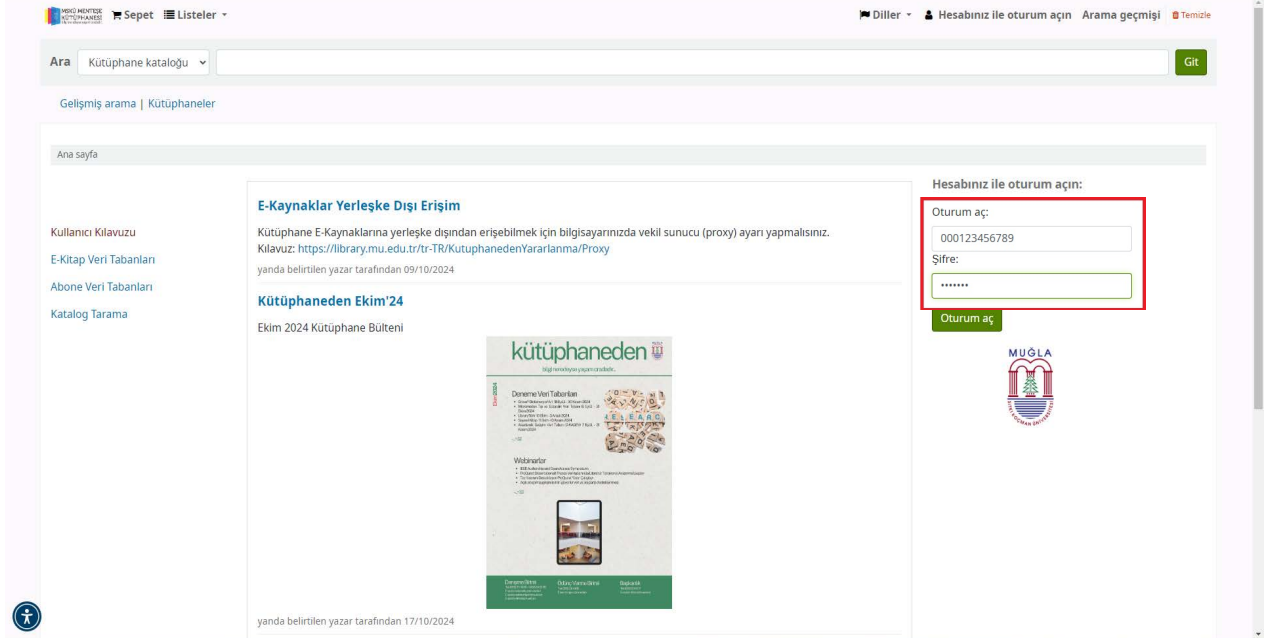 MSKÜ MENTEŞE
KÜTÜPHANESİ
Sepet Listeler
Diller Hesabınız ile oturum açın Arama geçmişi Temizle
Ara Kütüphane kataloğu Git
Gelişmiş arama | Kütüphaneler
Ana sayfa
Kullanıcı Kılavuzu
E-Kitap Veri Tabanları
Abone Veri Tabanları
Katalog Tarama
E-Kaynaklar Yerleşke Dışı Erişim
Kütüphane E-Kaynaklarına yerleşke dışından erişebilmek için bilgisayarınızda vekil sunucu (proxy) ayarı yapmalısınız.
Kılavuz: https://library.mu.edu.tr/tr-TR/KutuphanedenYararlanma/Proxy
yanda belirtilen yazar tarafından 09/10/2024
Kütüphaneden Ekim'24
Ekim 2024 Kütüphane Bülteni
kütüphaneden
Ekim2024
Deneme Veri Tabanları
Webinarlar
yanda belirtilen yazar tarafından 17/10/2024
Hesabınız ile oturum açın:
Oturum aç:
000123456789
Şifre:
•••••••
Oturum aç
MUĞLA